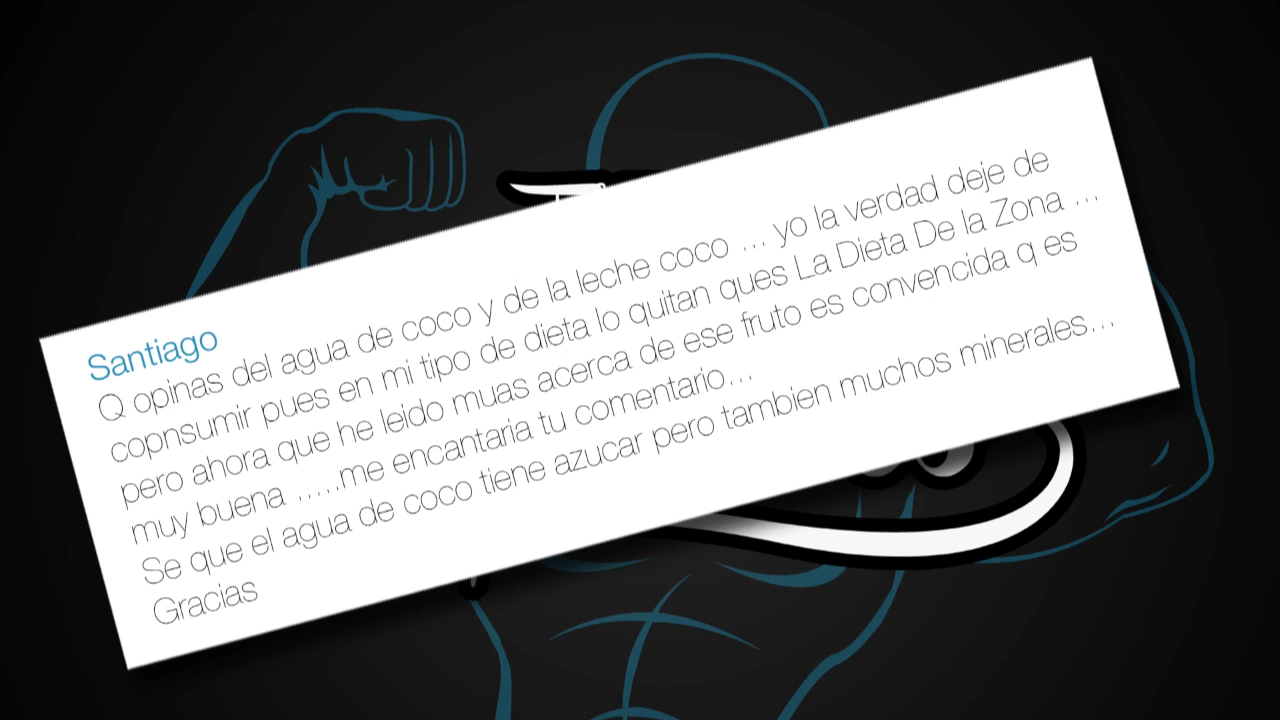 Santiago
Q opinas del agua de coco y de la leche coco ... yo la verdad deje de
copnsumir pues en mi tipo de dieta lo quitan ques La Dieta De la Zona ...
pero ahora que he leido muas acerca de ese fruto es convencida q es
muy buena .....me encantaria tu comentario...
Se que el agua de coco tiene azucar pero tambien muchos minerales...
Gracias